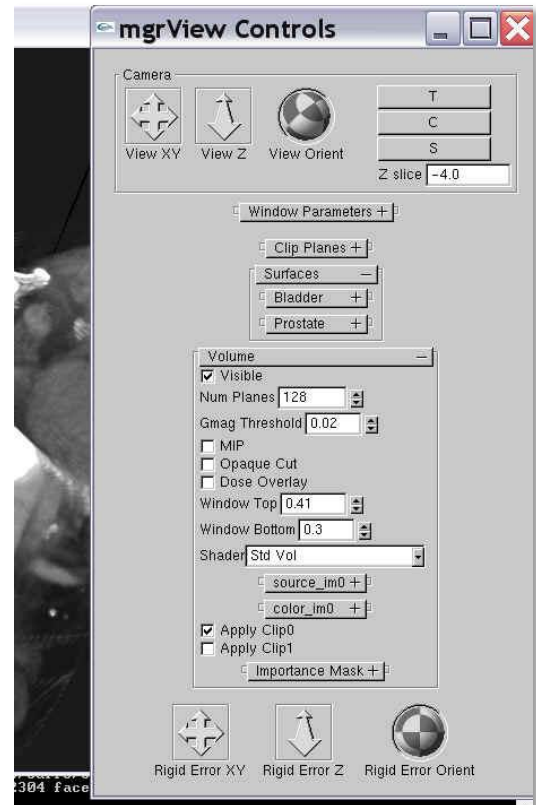 mgrView Controls
Camera
View XY
View Z
View Orient
T
C
S
Z slice -4.0
Window Parameters +
Clip Planes +
Surfaces −
Bladder +
Prostate +
Volume −
Visible
Num Planes 128
Gmag Threshold 0.02
MIP
Opaque Cut
Dose Overlay
Window Top 0.41
Window Bottom 0.3
Shader Std Vol
source_im0 +
color_im0 +
Apply Clip0
Apply Clip1
Importance Mask +
Rigid Error XY
Rigid Error Z
Rigid Error Orient
2304 face